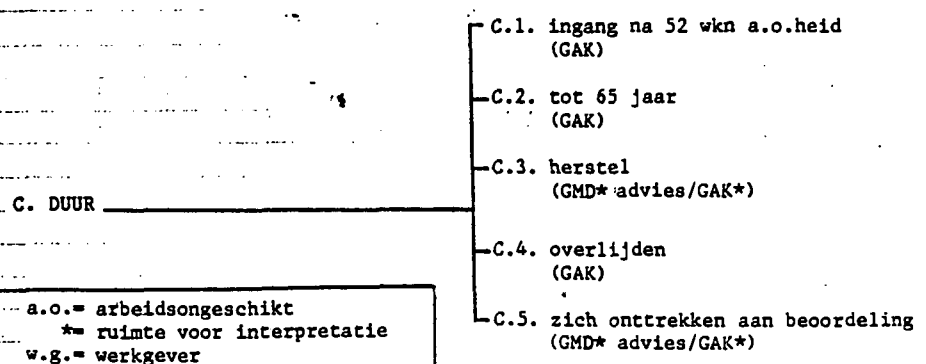 C.1. ingang na 52 wkn a.o.heid
(GAK)
C.2. tot 65 jaar
(GAK)
C.3. herstel
(GMD* advies/GAK*)
C. DUUR
C.4. overlijden
(GAK)
C.5. zich onttrekken aan beoordeling
(GMD* advies/GAK*)
a.o.= arbeidsongeschikt
*= ruimte voor interpretatie
w.g.= werkgever